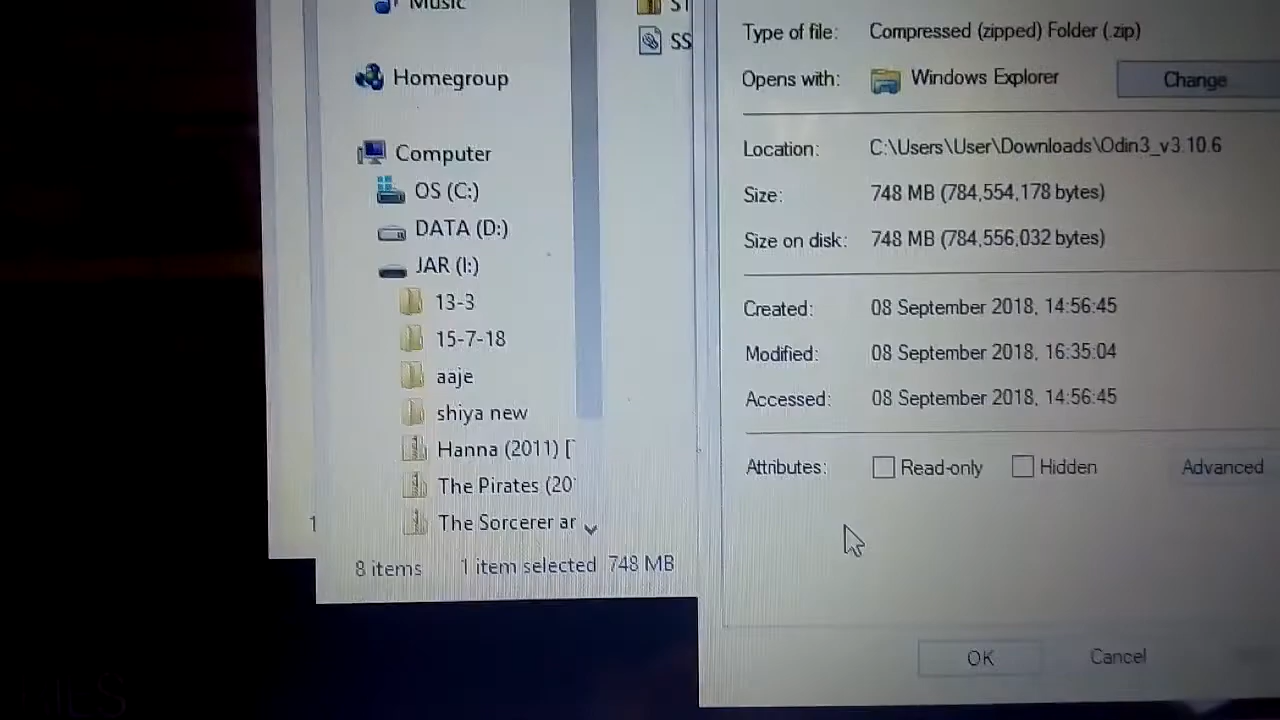 Music
Homegroup
Computer
OS (C:)
DATA (D:)
JAR (I:)
13-3
15-7-18
aaje
shiya new
Hanna (2011) [
The Pirates (20
The Sorcerer ar
8 items 1 item selected 748 MB
SS
Type of file: Compressed (zipped) Folder (.zip)
Opens with: Windows Explorer Change
Location: C:\Users\User\Downloads\Odin3_v3.10.6
Size: 748 MB (784,554,178 bytes)
Size on disk: 748 MB (784,556,032 bytes)
Created: 08 September 2018, 14:56:45
Modified: 08 September 2018, 16:35:04
Accessed: 08 September 2018, 14:56:45
Attributes: Read-only Hidden Advanced
OK Cancel